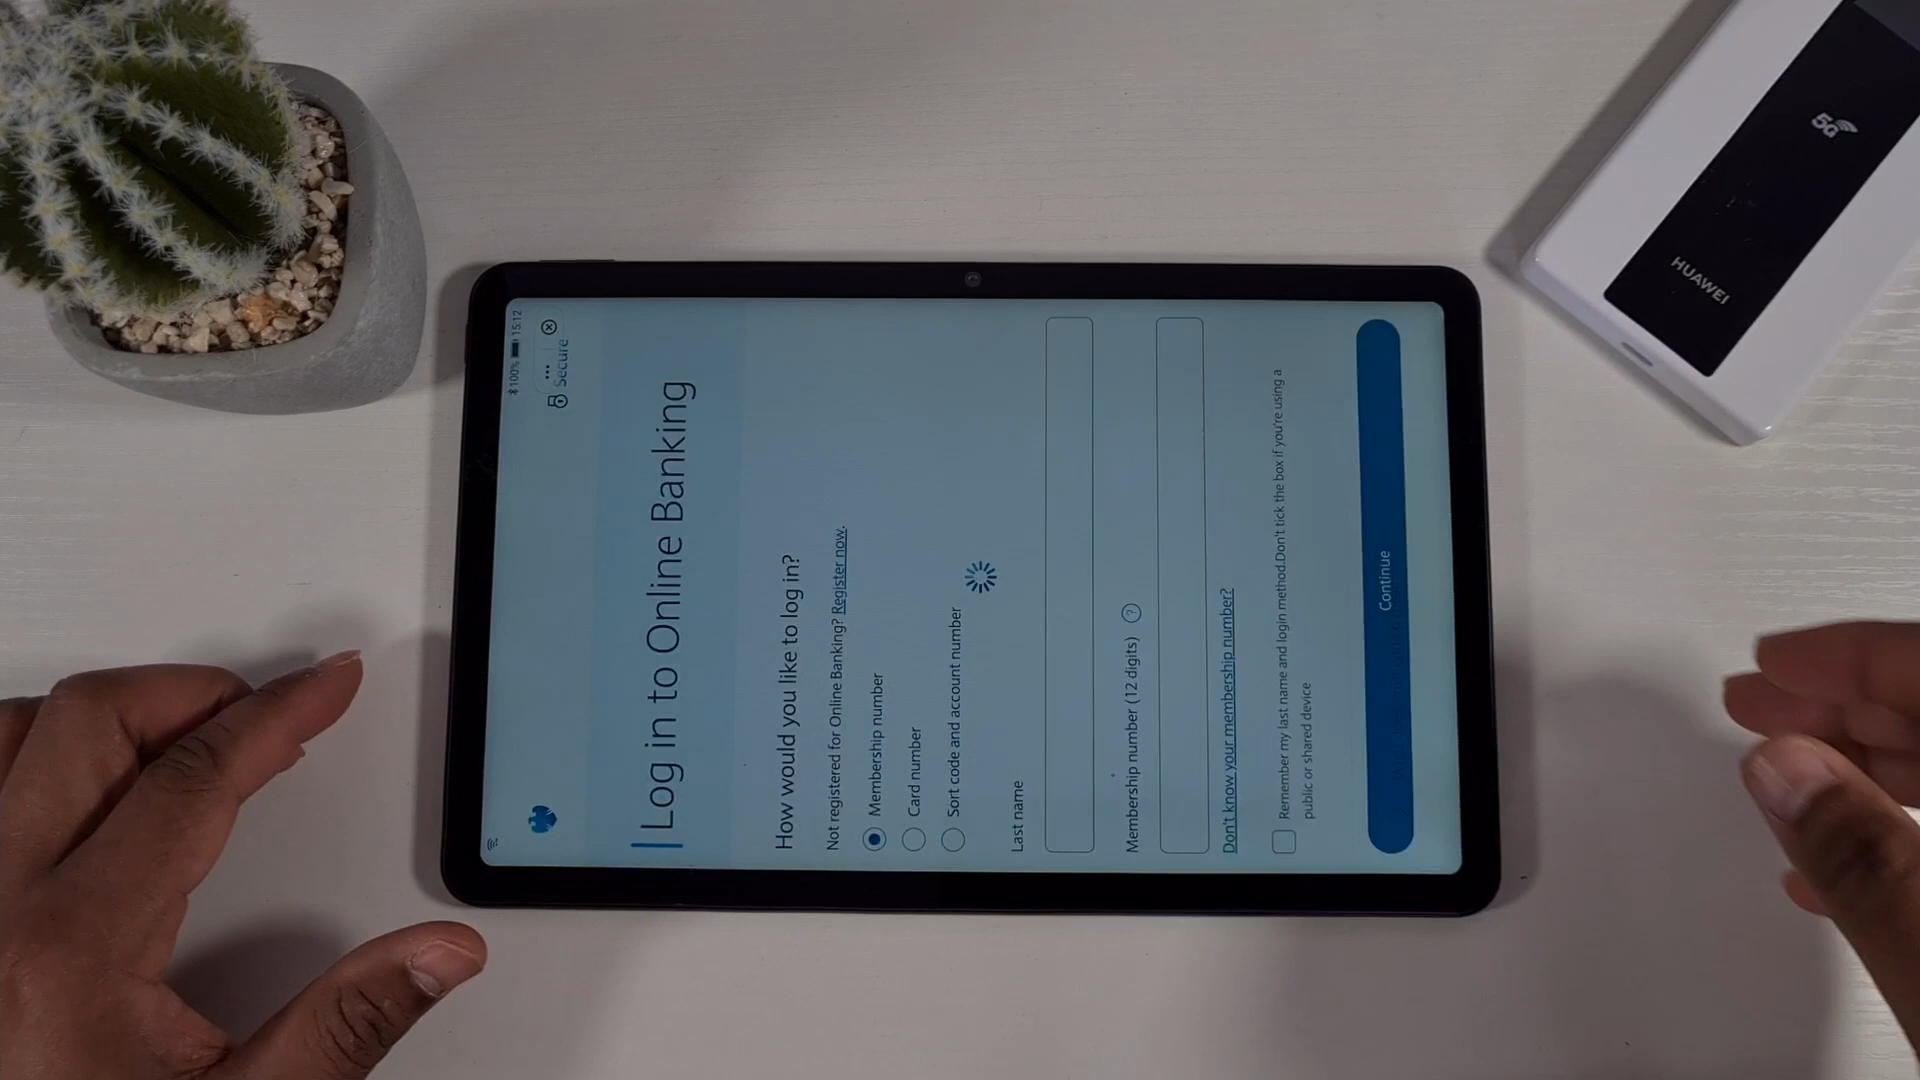 100% 15:12
Secure
Log in to Online Banking
How would you like to log in?
Not registered for Online Banking? Register now.
Membership number
Card number
Sort code and account number
Last name
Membership number (12 digits) ?
Don't know your membership number?
Remember my last name and login method.Don't tick the box if you're using a
public or shared device
Continue
5G
HUAWEI